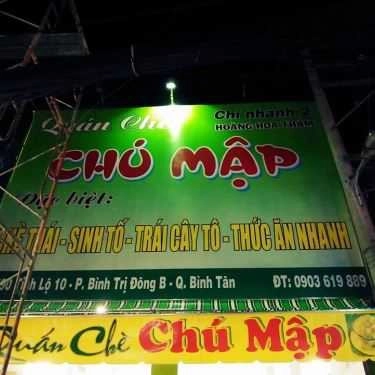 Quán Chè
Chi nhánh 2
HOÀNG HOA THÁM
CHÚ MẬP
Đặc biệt:
CHÈ THÁI - SINH TỐ - TRÁI CÂY TÔ - THỨC ĂN NHANH
Tỉnh Lộ 10 - P. Bình Trị Đông B - Q. Bình Tân
ĐT: 0903 619 889
Quán Chè Chú Mập